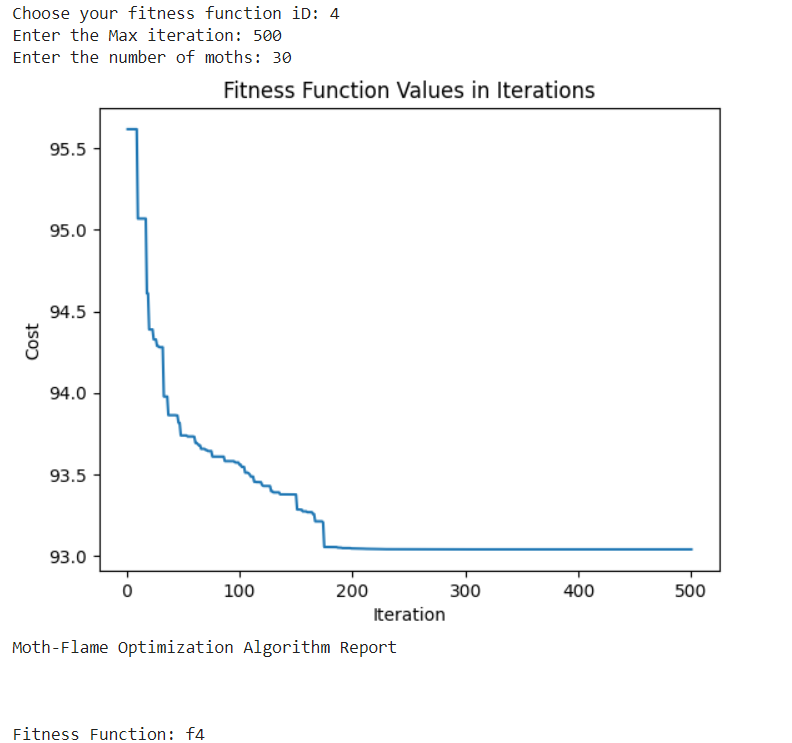 Choose your fitness function iD: 4
Enter the Max iteration: 500
Enter the number of moths: 30
Fitness Function Values in Iterations
95.5
95.0
94.5
94.0
93.5
93.0
Cost
0 100 200 300 400 500
Iteration
Moth-Flame Optimization Algorithm Report
Fitness Function: f4